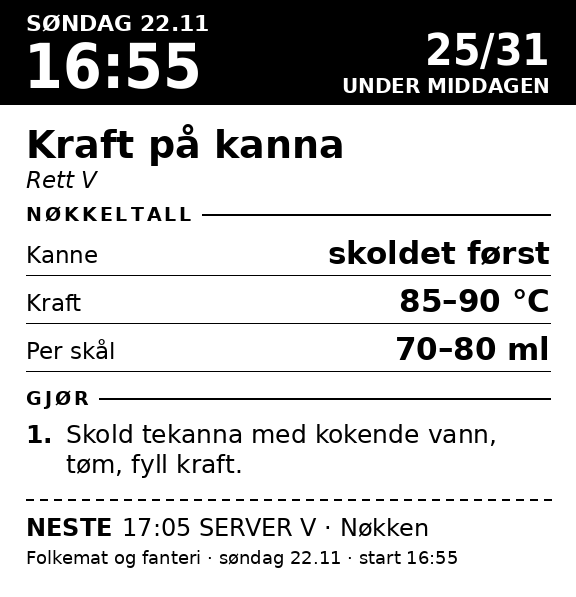 SØNDAG 22.11
16:55
25/31
UNDER MIDDAGEN
Kraft på kanna
Rett V
NØKKELTALL
Kanne skoldet først
Kraft 85–90 °C
Per skål 70–80 ml
GJØR
1. Skold tekanna med kokende vann,
tøm, fyll kraft.
NESTE 17:05 SERVER V · Nøkken
Folkemat og fanteri · søndag 22.11 · start 16:55